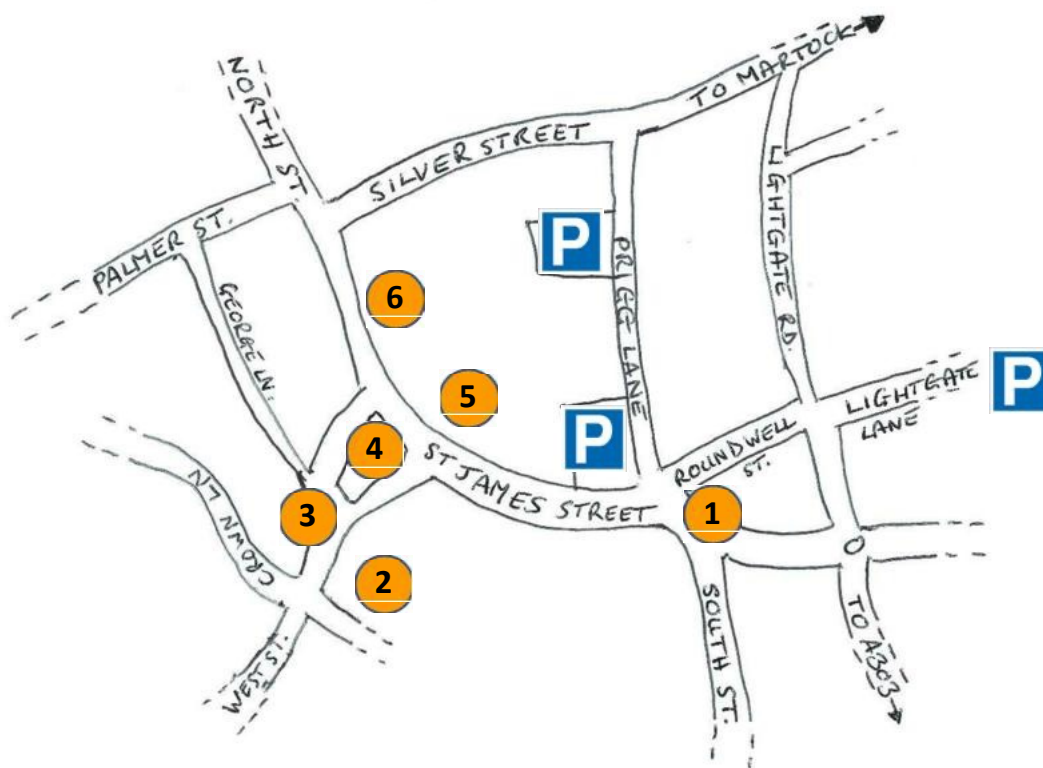 NORTH ST
TO MARTOCK
SILVER STREET
PALMER ST.
LIGHTGATE RD.
P
PRIGG LANE
GEORGE LN.
6
5
P
P
LIGHTGATE
LANE
4
ST JAMES STREET
ROUNDWELL
ST.
CROWN LN
3
1
2
SOUTH ST.
TO A303
WEST ST.